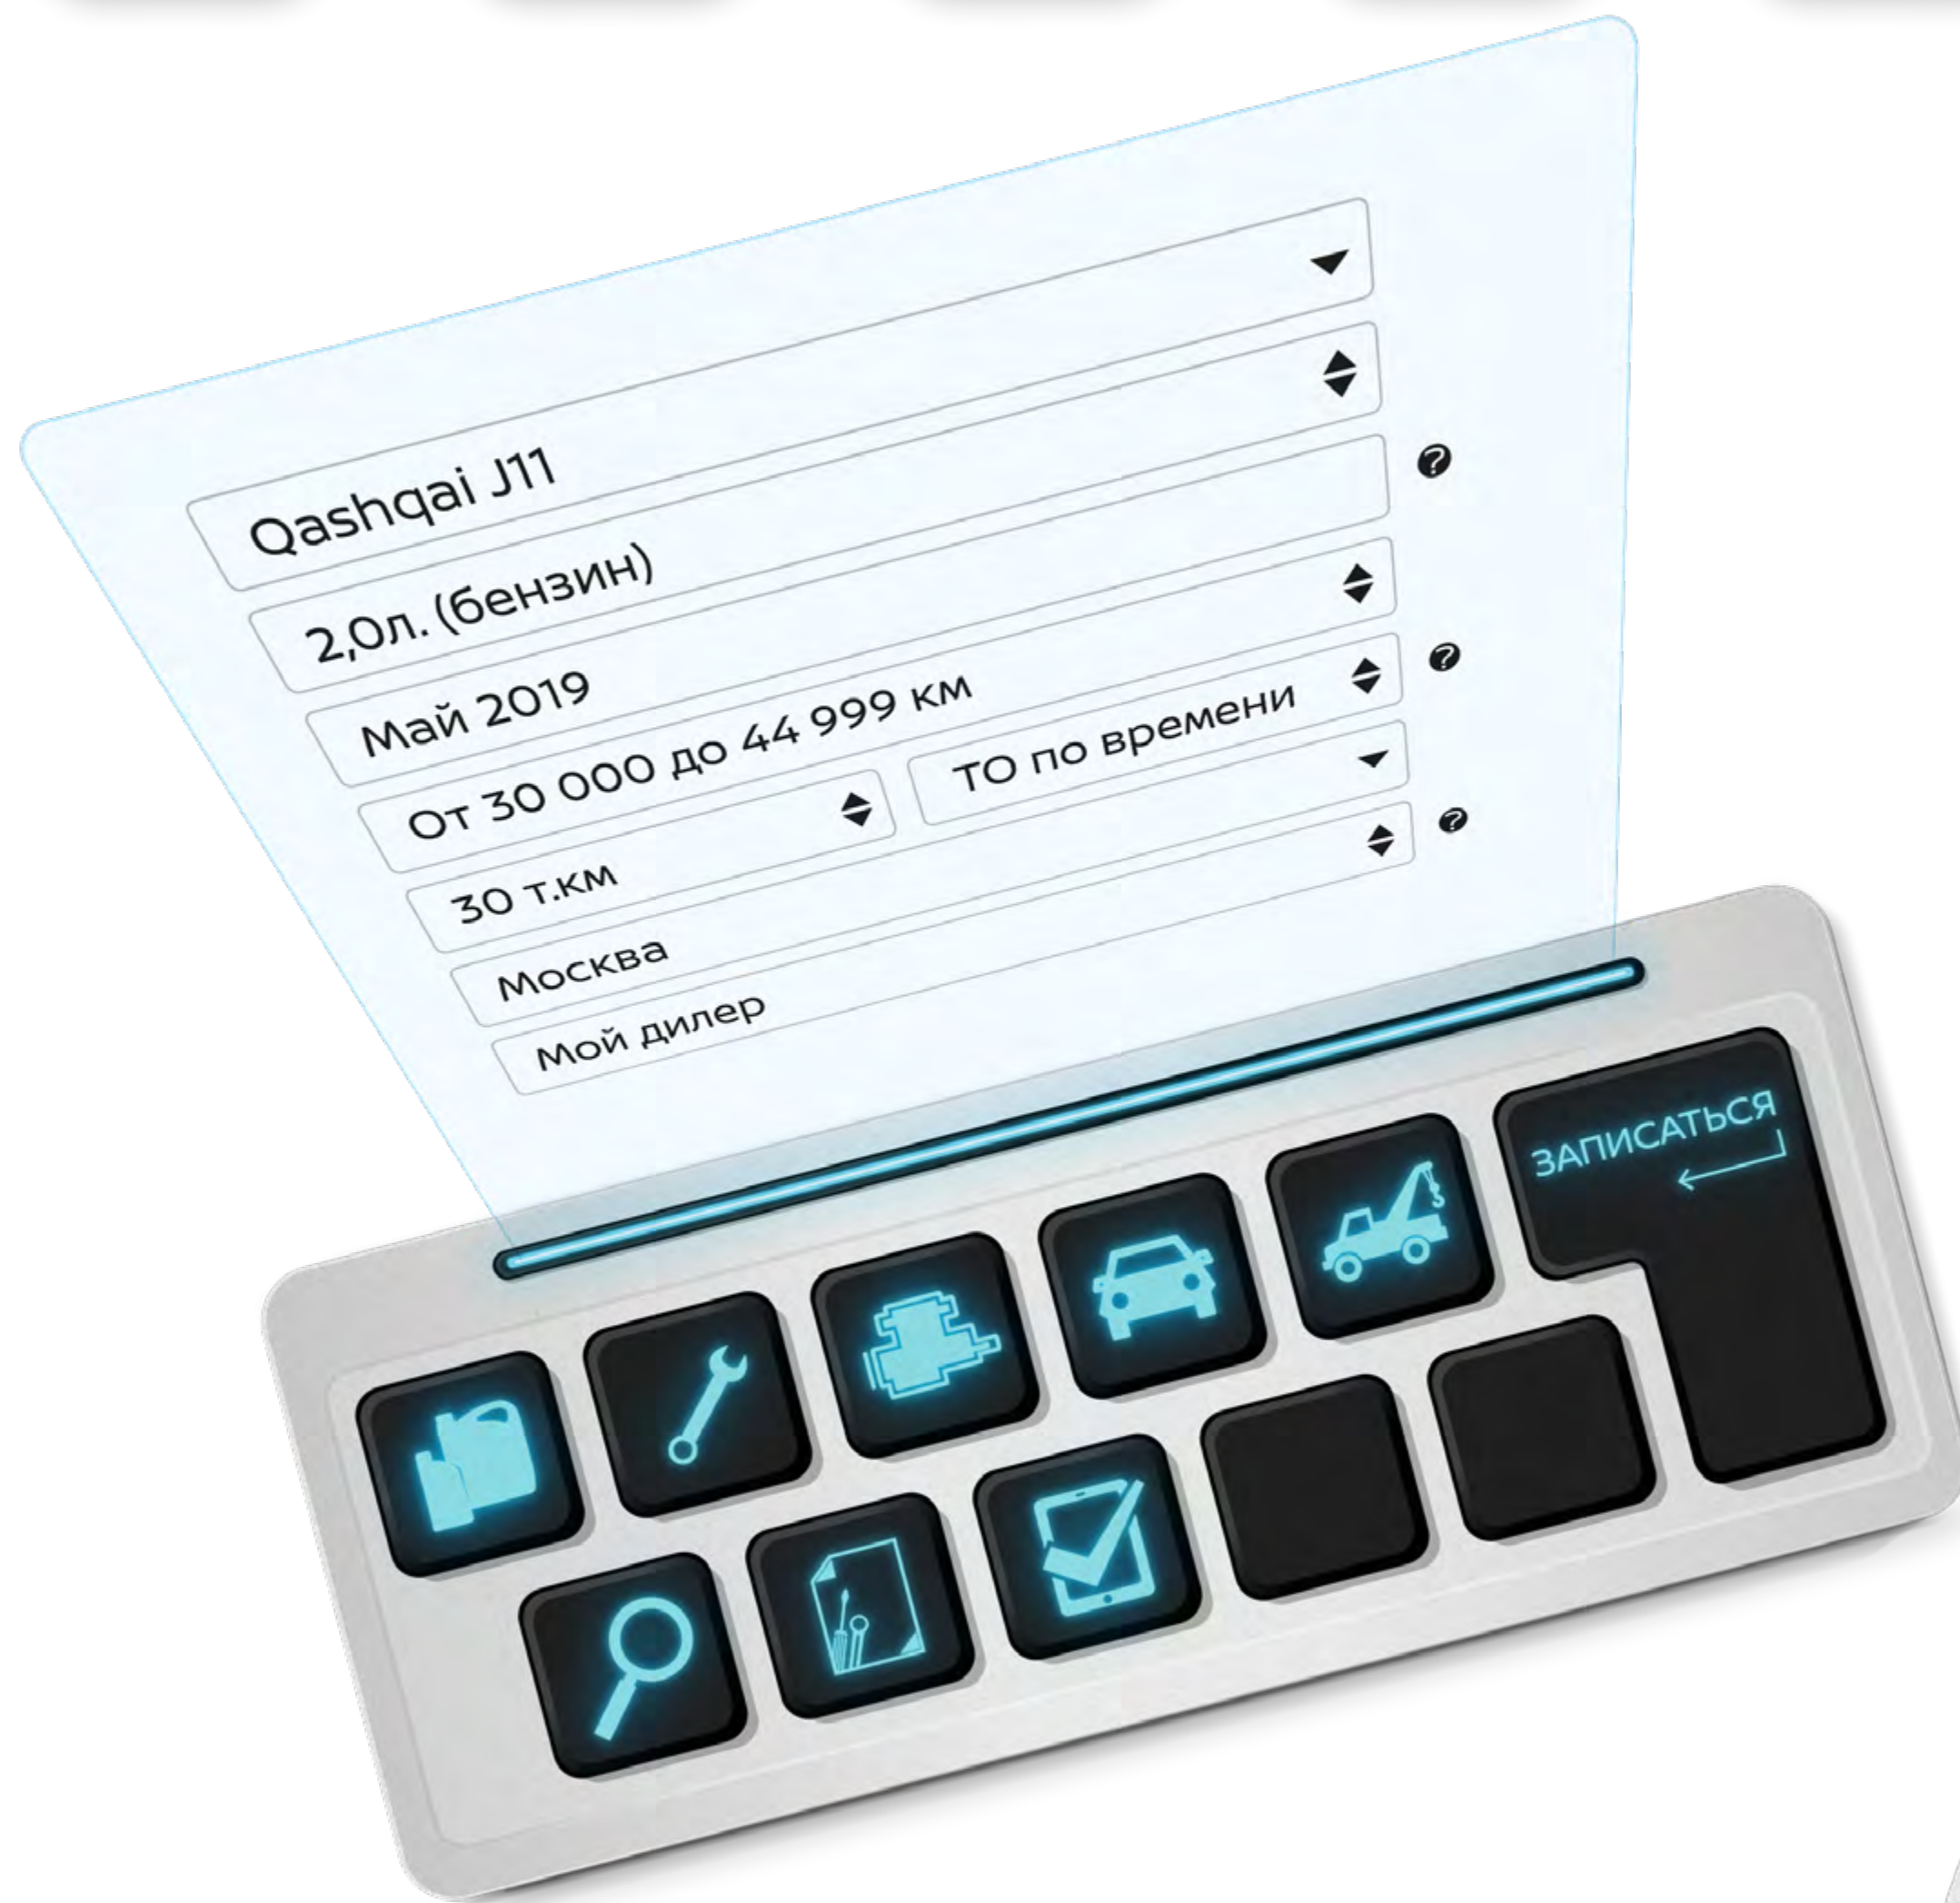 Qashqai J11
2,0л. (бензин)
Май 2019
От 30 000 до 44 999 км
30 т.км
ТО по времени
Москва
Мой дилер
ЗАПИСАТЬСЯ